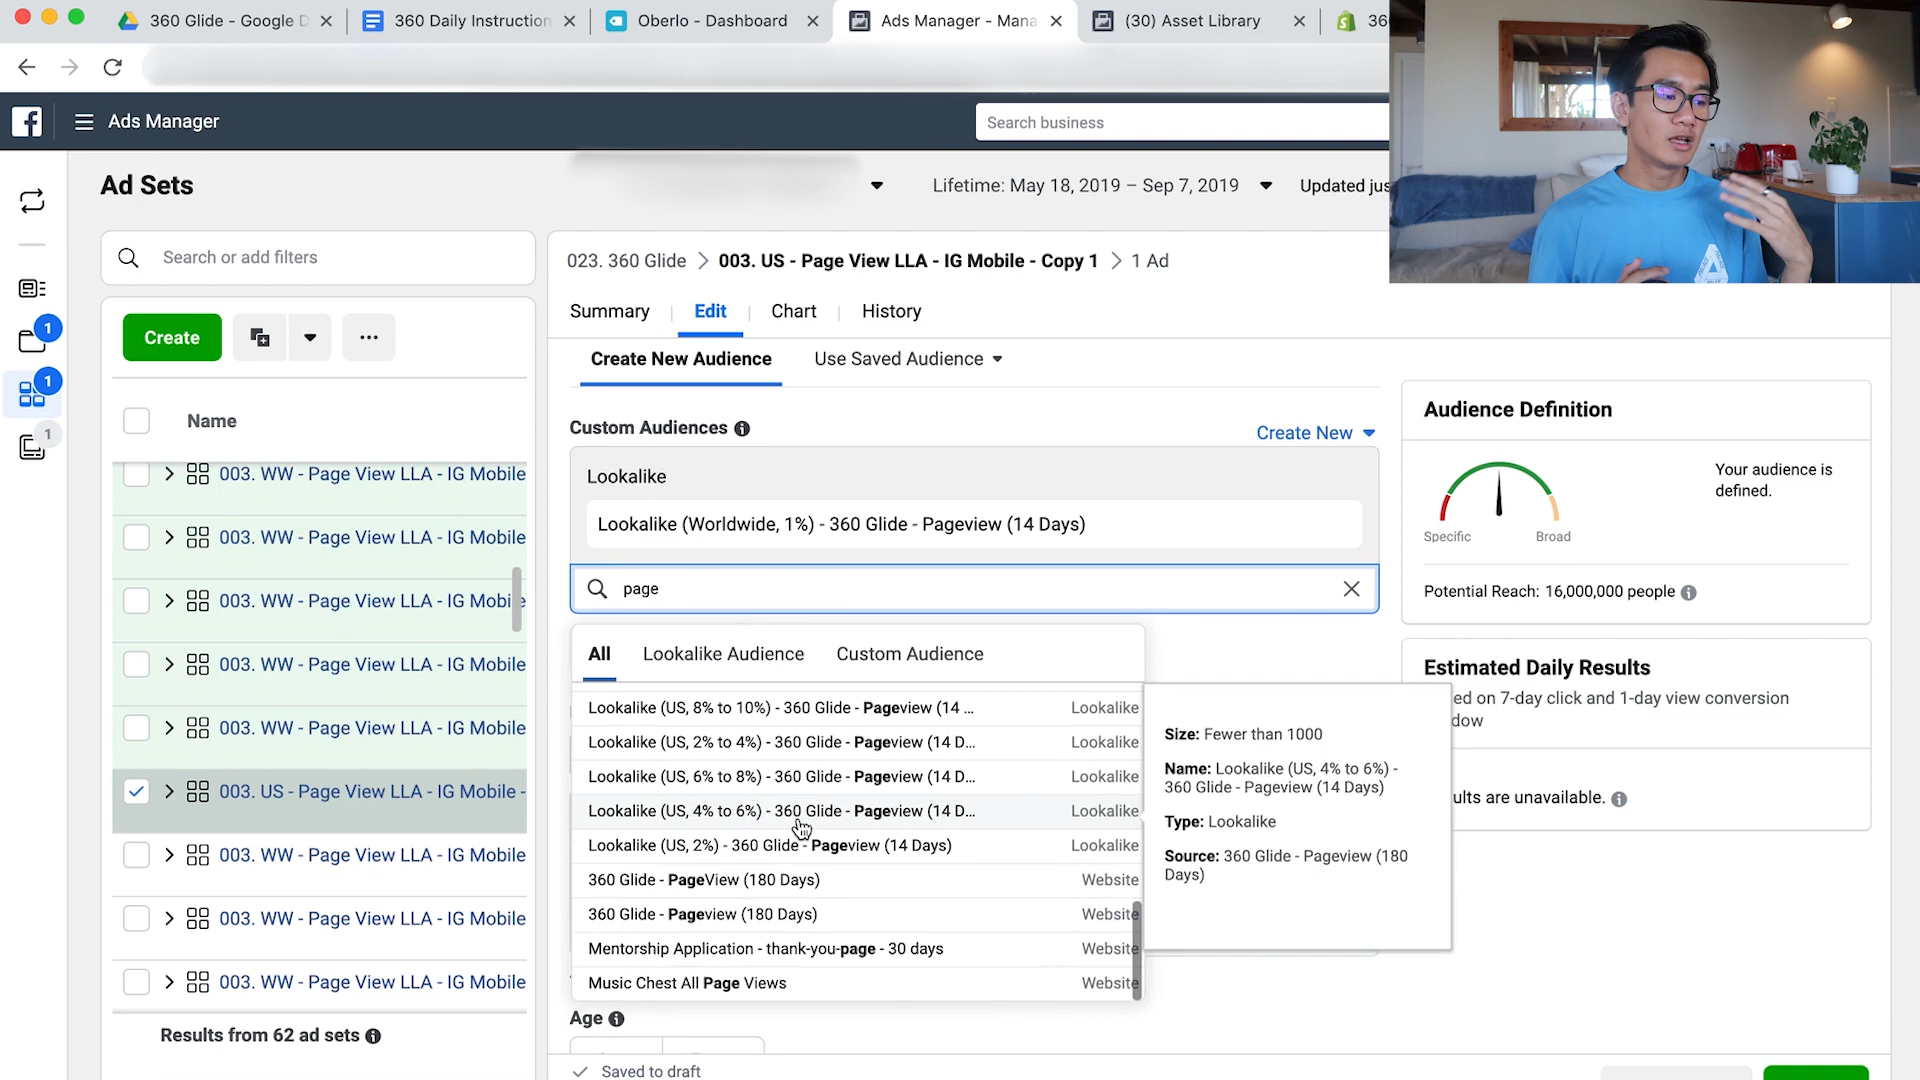 360 Glide - Google D
360 Daily Instruction
Oberlo - Dashboard
Ads Manager - Mana
(30) Asset Library
36
Ads Manager
Search business
Ad Sets
Lifetime: May 18, 2019 – Sep 7, 2019
Updated jus
Search or add filters
023. 360 Glide
003. US - Page View LLA - IG Mobile - Copy 1
1 Ad
Summary
Edit
Chart
History
Create
Create New Audience
Use Saved Audience
Name
Custom Audiences
Create New
Lookalike
Lookalike (Worldwide, 1%) - 360 Glide - Pageview (14 Days)
page
All
Lookalike Audience
Custom Audience
Lookalike (US, 8% to 10%) - 360 Glide - Pageview (14 ...
Lookalike
Lookalike (US, 2% to 4%) - 360 Glide - Pageview (14 D...
Lookalike
Lookalike (US, 6% to 8%) - 360 Glide - Pageview (14 D...
Lookalike
Lookalike (US, 4% to 6%) - 360 Glide - Pageview (14 D...
Lookalike
Lookalike (US, 2%) - 360 Glide - Pageview (14 Days)
Lookalike
360 Glide - PageView (180 Days)
Website
360 Glide - Pageview (180 Days)
Website
Mentorship Application - thank-you-page - 30 days
Website
Music Chest All Page Views
Website
Age
Saved to draft
1
1
1
003. WW - Page View LLA - IG Mobile
003. WW - Page View LLA - IG Mobile
003. WW - Page View LLA - IG Mobile
003. WW - Page View LLA - IG Mobile
003. WW - Page View LLA - IG Mobile
003. US - Page View LLA - IG Mobile -
003. WW - Page View LLA - IG Mobile
003. WW - Page View LLA - IG Mobile
003. WW - Page View LLA - IG Mobile
Results from 62 ad sets
Audience Definition
Your audience is
defined.
Specific
Broad
Potential Reach: 16,000,000 people
Estimated Daily Results
ed on 7-day click and 1-day view conversion
dow
ults are unavailable.
Size: Fewer than 1000
Name: Lookalike (US, 4% to 6%) -
360 Glide - Pageview (14 Days)
Type: Lookalike
Source: 360 Glide - Pageview (180
Days)